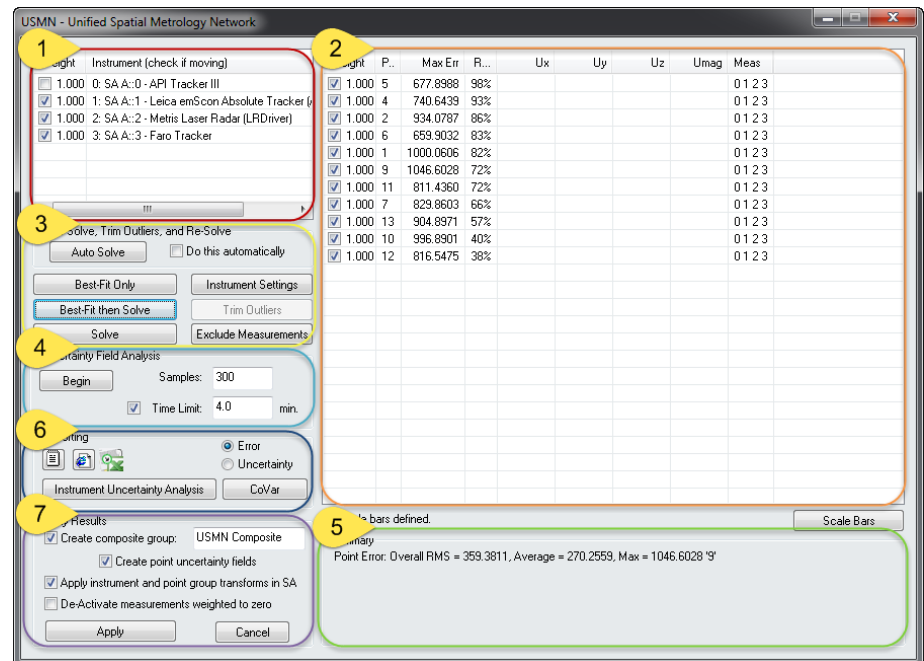 USMN - Unified Spatial Metrology Network
1
ght Instrument (check if moving)
1.000 0: SA A::0 - API Tracker III
1.000 1: SA A::1 - Leica emScon Absolute Tracker (
1.000 2: SA A::2 - Metris Laser Radar (LRDriver)
1.000 3: SA A::3 - Faro Tracker
2
ght P... Max Err R... Ux Uy Uz Umag Meas
1.000 5 677.8988 98% 0 1 2 3
1.000 4 740.6439 93% 0 1 2 3
1.000 2 934.0787 86% 0 1 2 3
1.000 6 659.9032 83% 0 1 2 3
1.000 1 1000.0606 82% 0 1 2 3
1.000 9 1046.6028 72% 0 1 2 3
1.000 11 811.4360 72% 0 1 2 3
1.000 7 829.8603 66% 0 1 2 3
1.000 13 904.8971 57% 0 1 2 3
1.000 10 996.8901 40% 0 1 2 3
1.000 12 816.5475 38% 0 1 2 3
3
olve, Trim Outliers, and Re-Solve
Auto Solve Do this automatically
Best-Fit Only Instrument Settings
Best-Fit then Solve Trim Outliers
Solve Exclude Measurements
4
ertainty Field Analysis
Begin Samples: 300
Time Limit: 4.0 min.
6
orting
Error
Uncertainty
Instrument Uncertainty Analysis CoVar
7
Results
Create composite group: USMN Composite
Create point uncertainty fields
Apply instrument and point group transforms in SA
De-Activate measurements weighted to zero
Apply Cancel
bars defined.
Scale Bars
5
mmary
Point Error: Overall RMS = 359.3811, Average = 270.2559, Max = 1046.6028 '9'